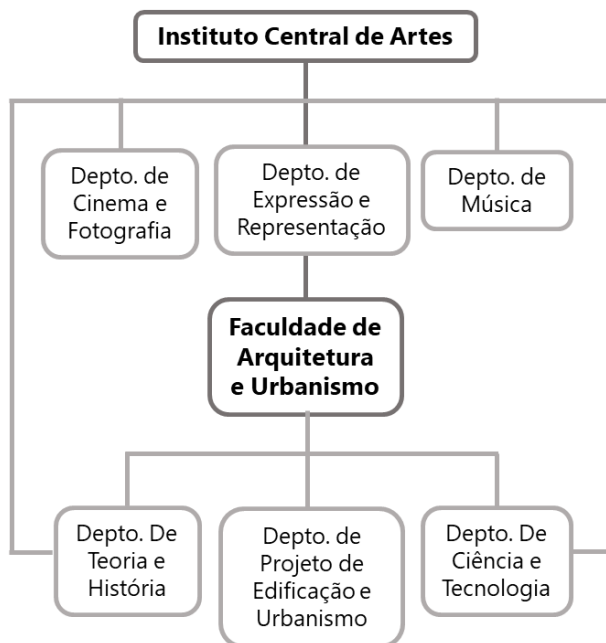 Instituto Central de Artes
Depto. de
Cinema e
Fotografia
Depto. de
Expressão e
Representação
Depto. de
Música
Faculdade de
Arquitetura
e Urbanismo
Depto. De
Teoria e
História
Depto. de
Projeto de
Edificação e
Urbanismo
Depto. De
Ciência e
Tecnologia